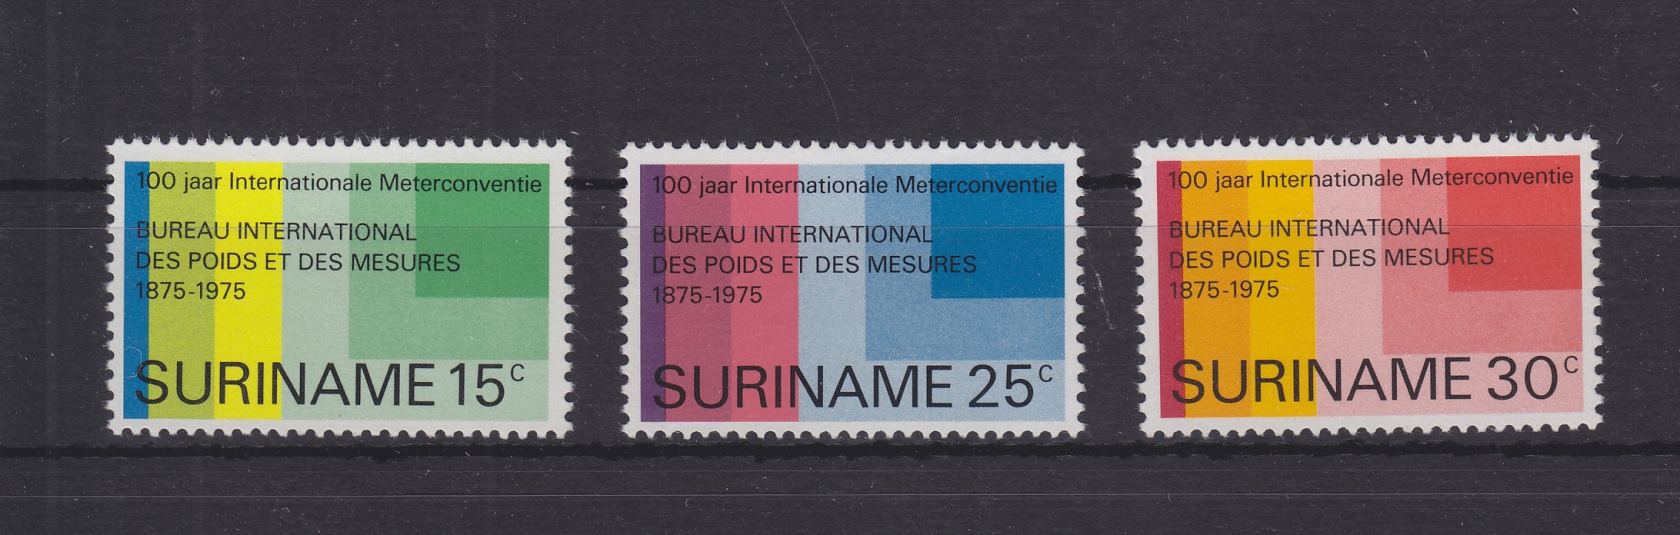 100 jaar Internationale Meterconventie
BUREAU INTERNATIONAL
DES POIDS ET DES MESURES
1875-1975
SURINAME 15c
100 jaar Internationale Meterconventie
BUREAU INTERNATIONAL
DES POIDS ET DES MESURES
1875-1975
SURINAME 25c
100 jaar Internationale Meterconventie
BUREAU INTERNATIONAL
DES POIDS ET DES MESURES
1875-1975
SURINAME 30c